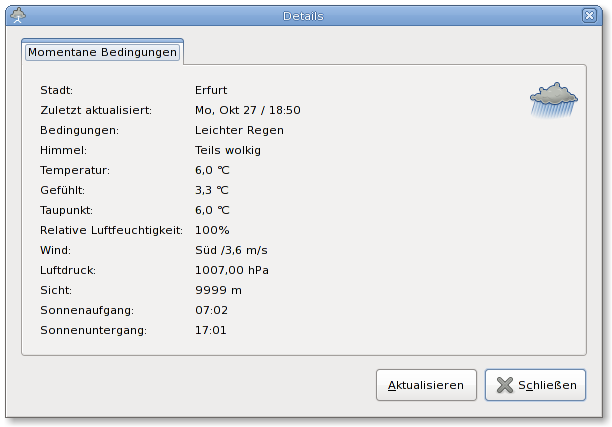 Details
Momentane Bedingungen
Stadt: Erfurt
Zuletzt aktualisiert: Mo, Okt 27 / 18:50
Bedingungen: Leichter Regen
Himmel: Teils wolkig
Temperatur: 6,0 ℃
Gefühlt: 3,3 ℃
Taupunkt: 6,0 ℃
Relative Luftfeuchtigkeit: 100%
Wind: Süd /3,6 m/s
Luftdruck: 1007,00 hPa
Sicht: 9999 m
Sonnenaufgang: 07:02
Sonnenuntergang: 17:01
Aktualisieren Schließen